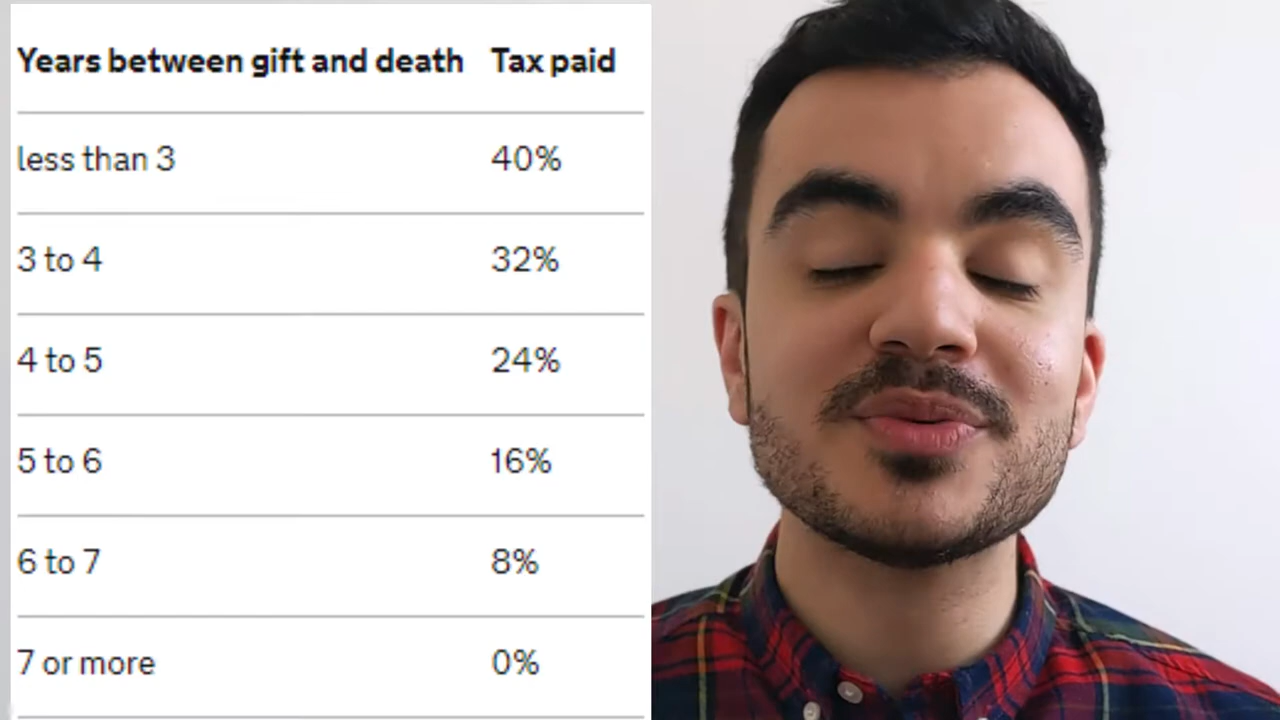 Years between gift and death Tax paid
less than 3 40%
3 to 4 32%
4 to 5 24%
5 to 6 16%
6 to 7 8%
7 or more 0%